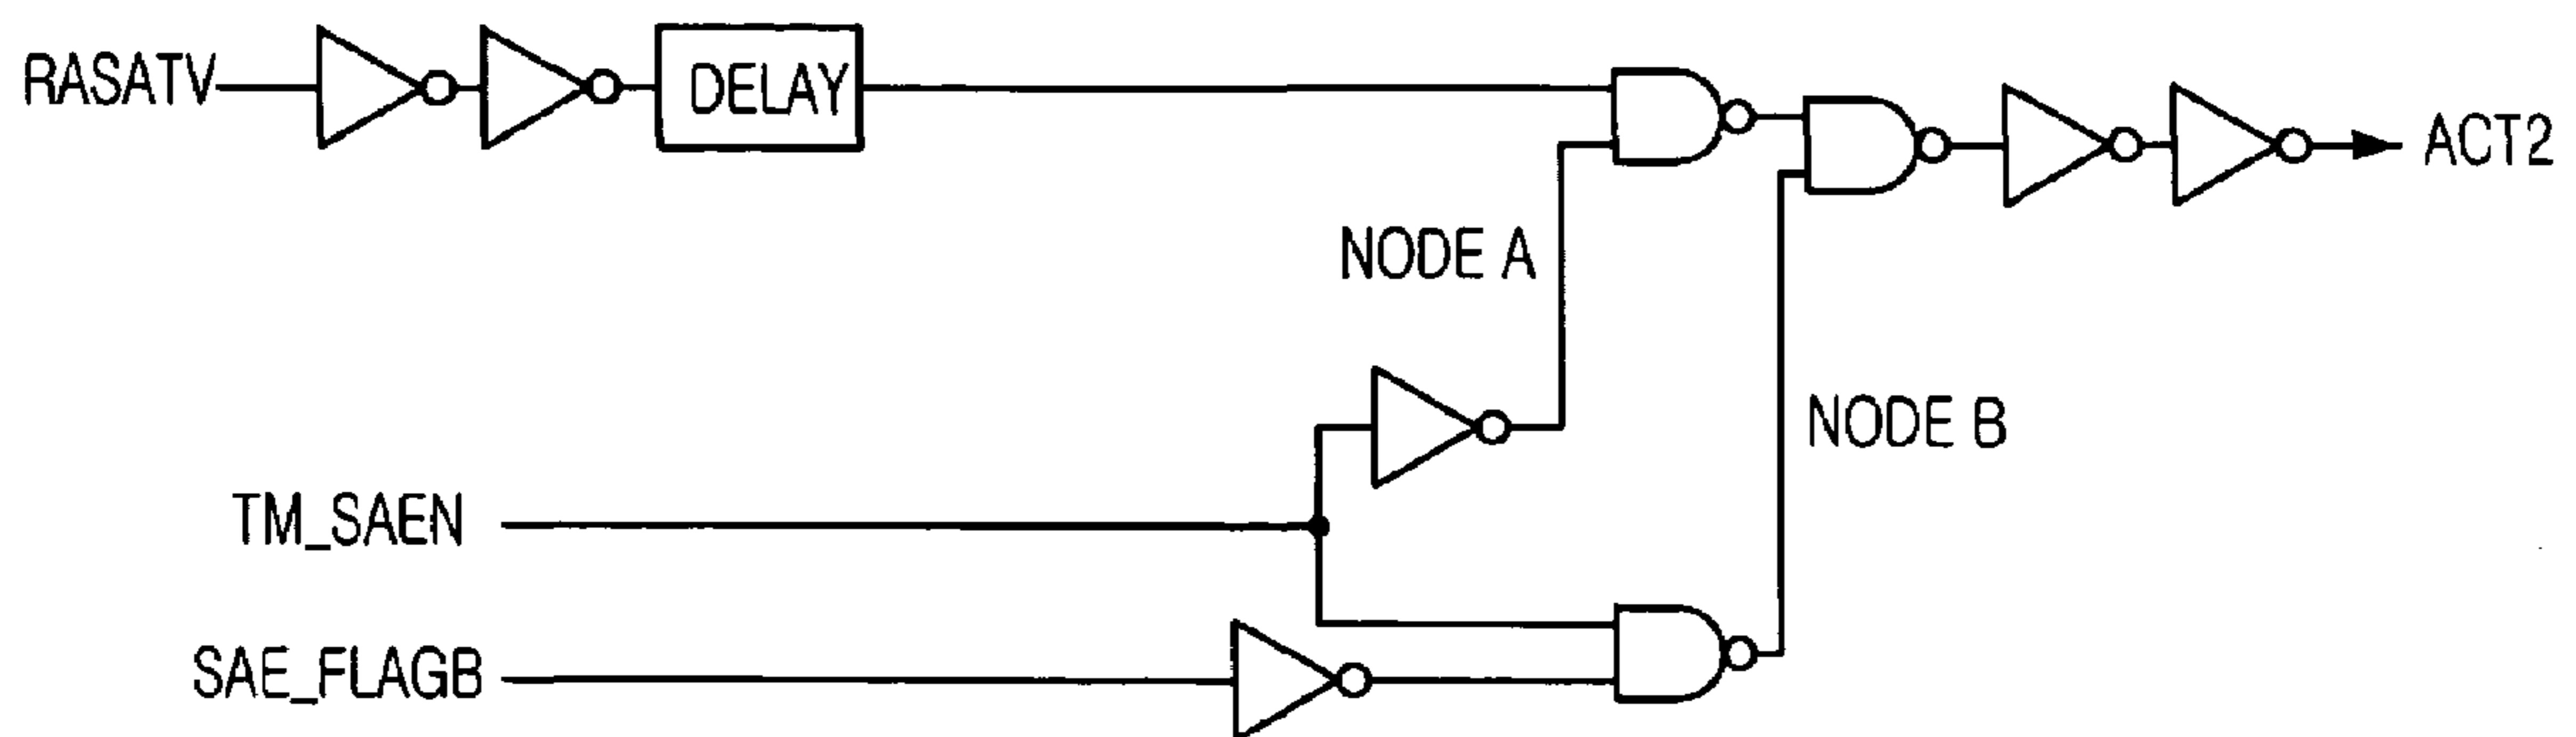 RASATV
DELAY
ACT2
NODE A
NODE B
TM_SAEN
SAE_FLAGB